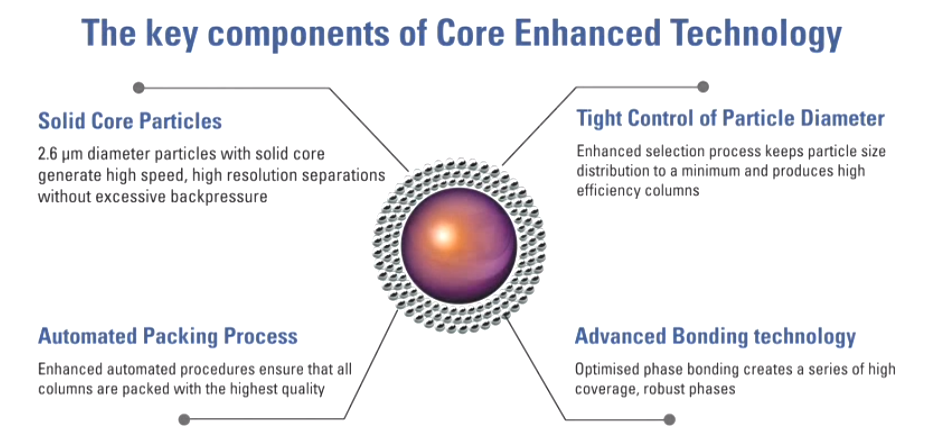 The key components of Core Enhanced Technology
Solid Core Particles
2.6 µm diameter particles with solid core
generate high speed, high resolution separations
without excessive backpressure
Tight Control of Particle Diameter
Enhanced selection process keeps particle size
distribution to a minimum and produces high
efficiency columns
Automated Packing Process
Enhanced automated procedures ensure that all
columns are packed with the highest quality
Advanced Bonding technology
Optimised phase bonding creates a series of high
coverage, robust phases